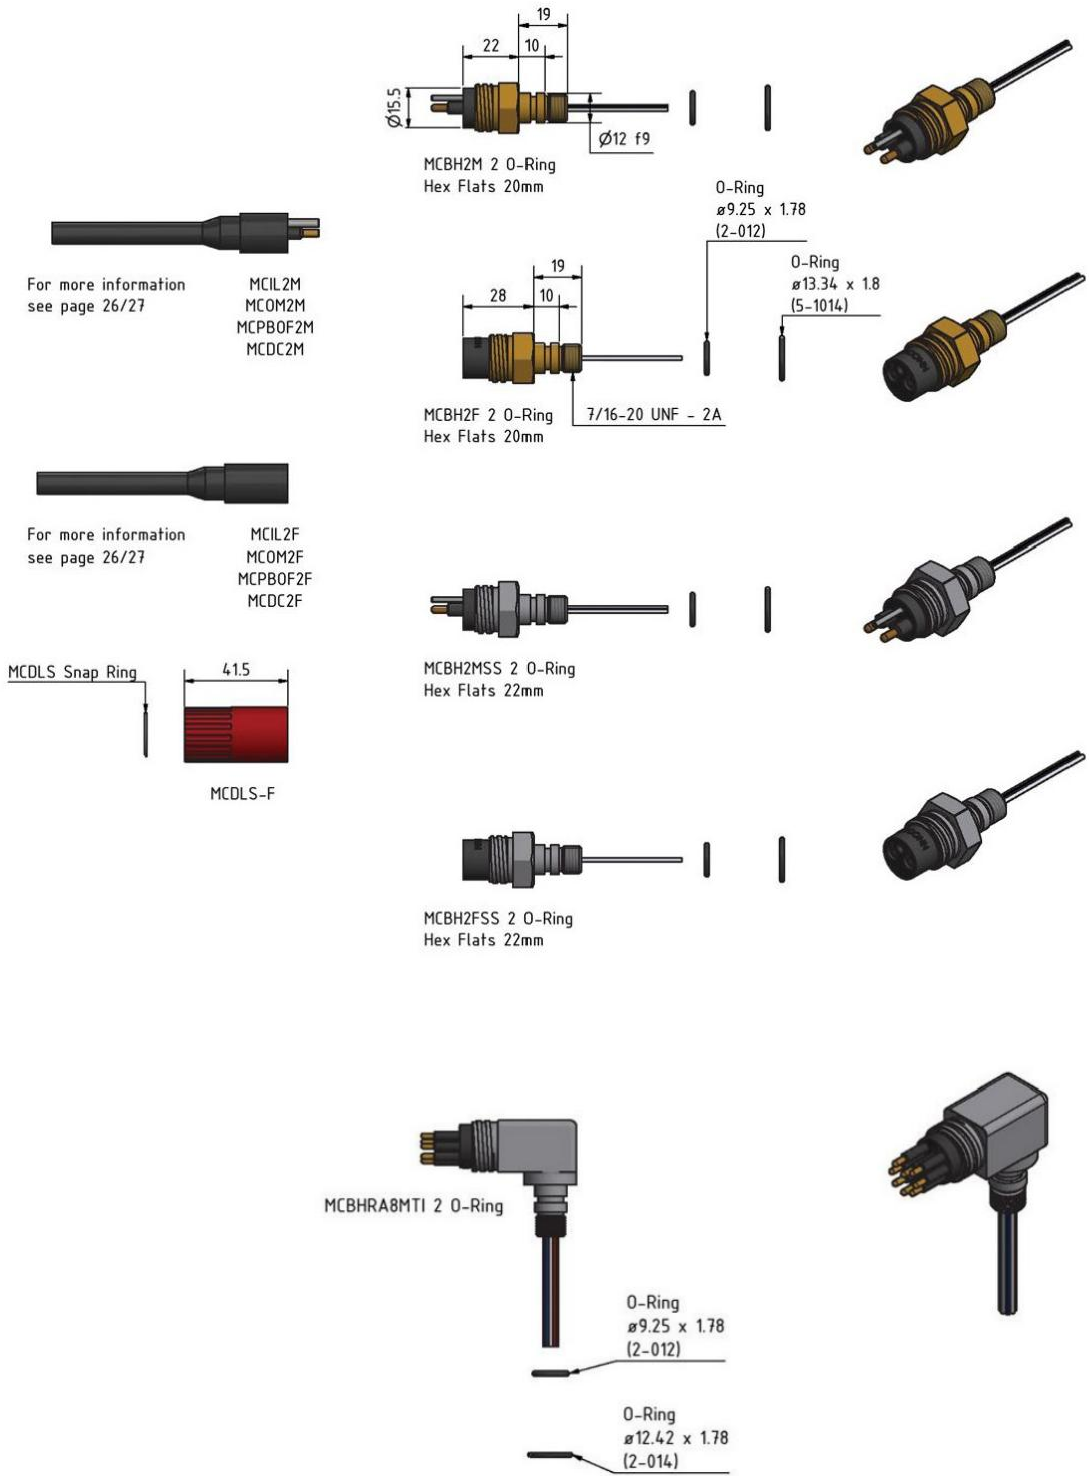 19
22
10
Ø15.5
Ø12 f9
MCBH2M 2 O-Ring
Hex Flats 20mm
O-Ring
ø9.25 x 1.78
(2-012)
For more information
see page 26/27
MCIL2M
MCOM2M
MCPBOF2M
MCDC2M
O-Ring
ø13.34 x 1.8
(5-1014)
19
28
10
MCBH2F 2 O-Ring
Hex Flats 20mm
7/16-20 UNF - 2A
For more information
see page 26/27
MCIL2F
MCOM2F
MCPBOF2F
MCDC2F
MCBH2MSS 2 O-Ring
Hex Flats 22mm
MCDLS Snap Ring
41.5
MCDLS-F
MCBH2FSS 2 O-Ring
Hex Flats 22mm
MCBHRA8MTI 2 O-Ring
O-Ring
ø9.25 x 1.78
(2-012)
O-Ring
ø12.42 x 1.78
(2-014)